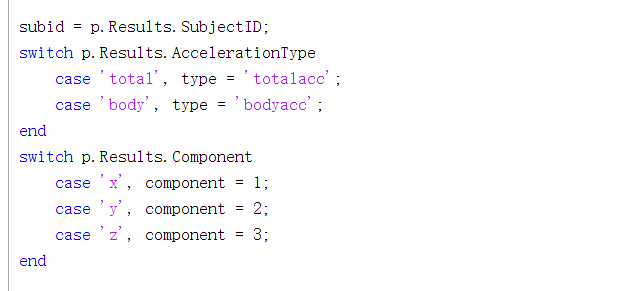 subid = p.Results.SubjectID;
switch p.Results.AccelerationType
    case 'total', type = 'totalacc';
    case 'body', type = 'bodyacc';
end
switch p.Results.Component
    case 'x', component = 1;
    case 'y', component = 2;
    case 'z', component = 3;
end